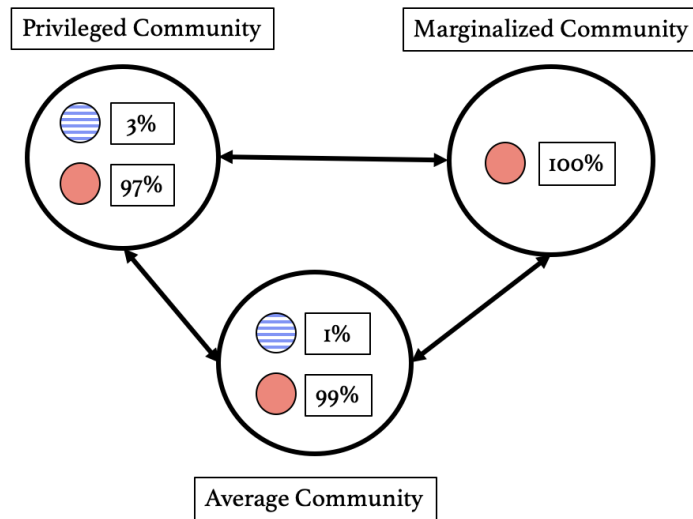 Privileged Community
Marginalized Community
3%
97%
100%
1%
99%
Average Community